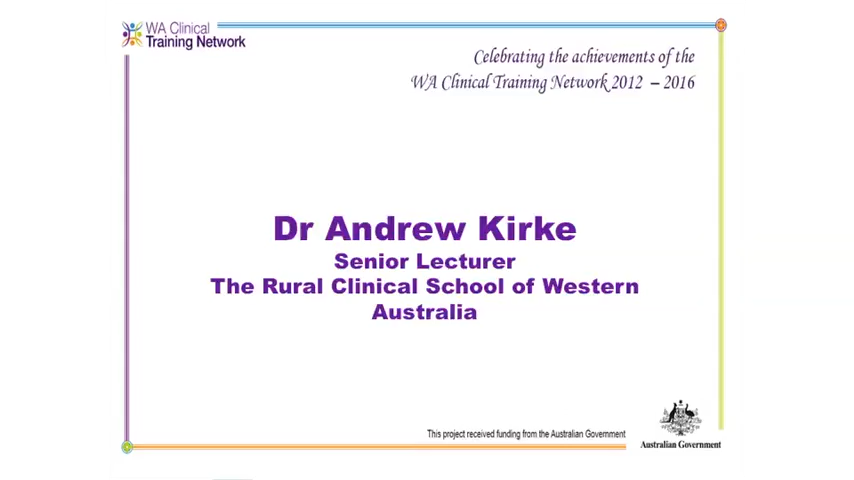 WA Clinical
Training Network
Celebrating the achievements of the
WA Clinical Training Network 2012 – 2016
Dr Andrew Kirke
Senior Lecturer
The Rural Clinical School of Western
Australia
This project received funding from the Australian Government
Australian Government